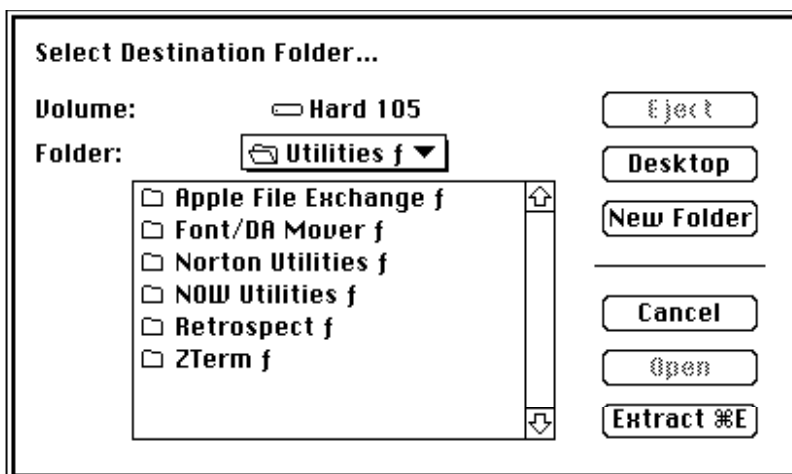 Select Destination Folder...
Volume: Hard 105
Eject
Folder: Utilities ƒ
Desktop
Apple File Exchange ƒ
New Folder
Font/DA Mover ƒ
Norton Utilities ƒ
NOW Utilities ƒ
Retrospect ƒ
ZTerm ƒ
Cancel
Open
Extract ⌘E